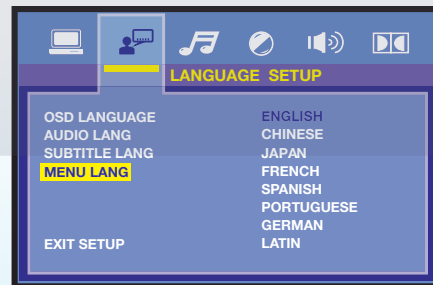 LANGUAGE SETUP
OSD LANGUAGE
AUDIO LANG
SUBTITLE LANG
MENU LANG
EXIT SETUP
ENGLISH
CHINESE
JAPAN
FRENCH
SPANISH
PORTUGUESE
GERMAN
LATIN